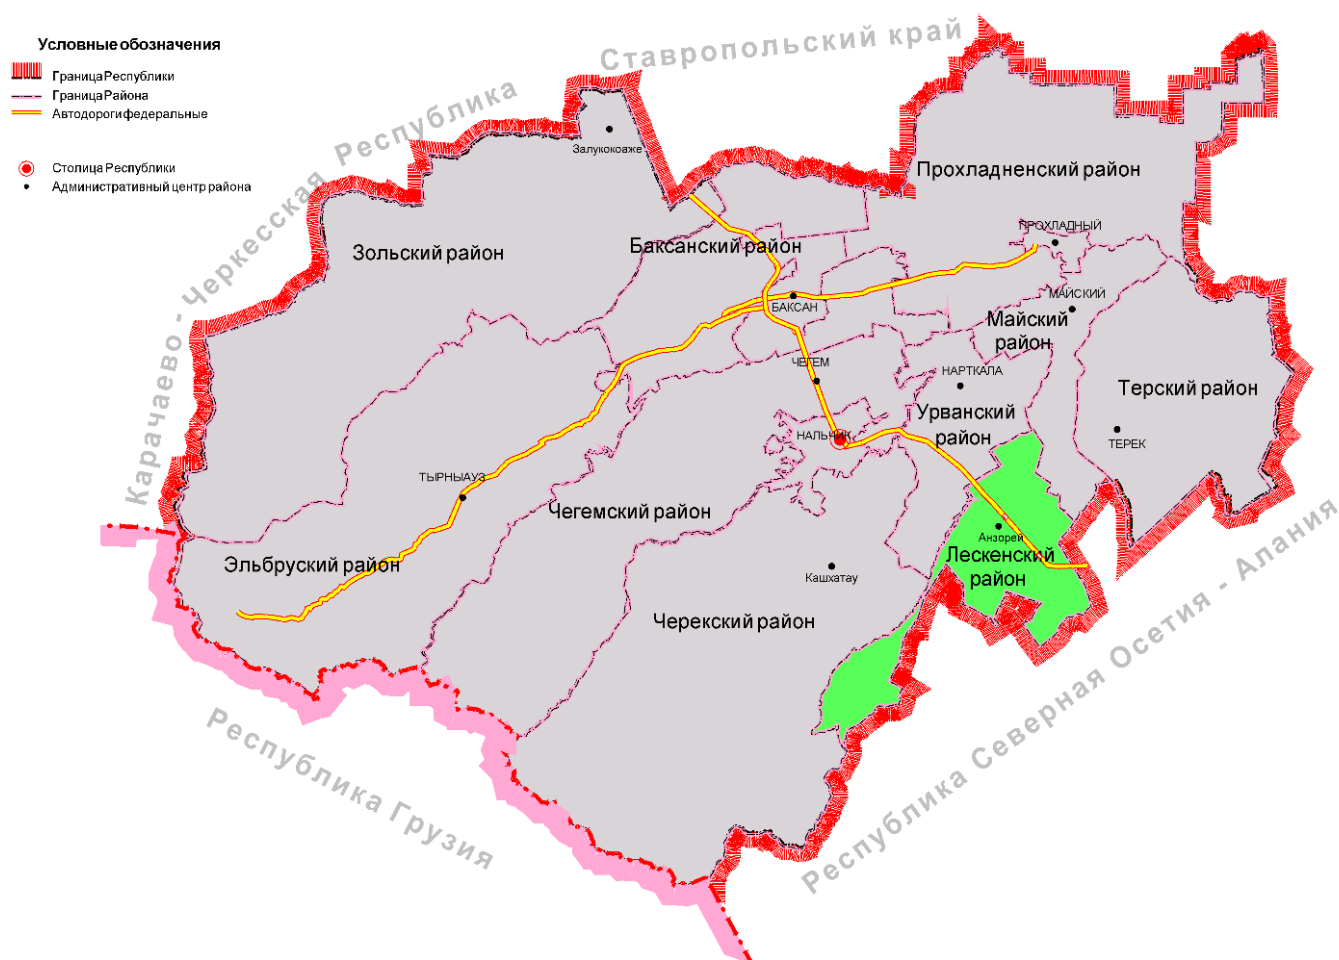 Условные обозначения
Граница Республики
Граница Района
Автодороги федеральные
Столица Республики
Административный центр района
Ставропольский край
Карачаево - Черкесская Республика
Залукокоаже
Прохладненский район
ПРОХЛАДНЫЙ
Зольский район
Баксанский район
БАКСАН
МАЙСКИЙ
Майский
район
ЧЕГЕМ
НАРТКАЛА
Терский район
Урванский
район
НАЛЬЧИК
ТЕРЕК
ТЫРНЫАУЗ
Чегемский район
Анзорей
Лескенский
район
Эльбруский район
Кашхатау
Черекский район
Республика Северная Осетия - Алания
Республика Грузия